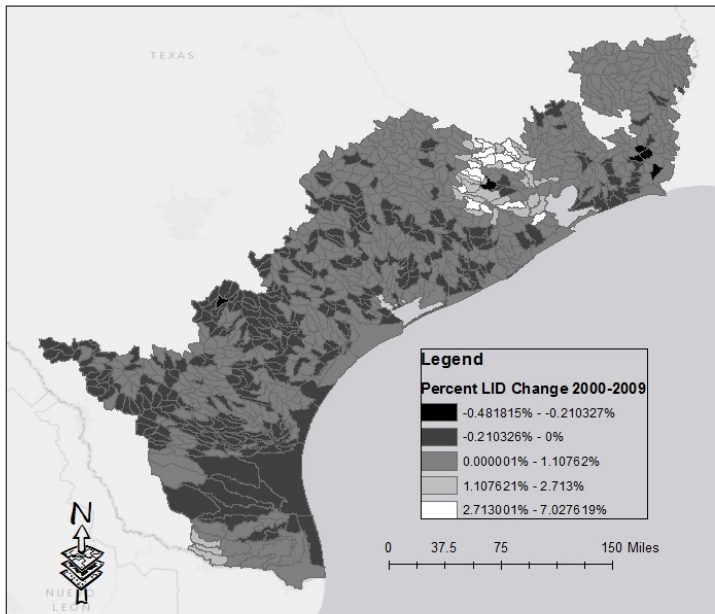 TEXAS
Legend
Percent LID Change 2000-2009
-0.481815% - -0.210327%
-0.210326% - 0%
0.000001% - 1.10762%
1.107621% - 2.713%
2.713001% - 7.027619%
N
0 37.5 75 150 Miles
NUEVO
LEON